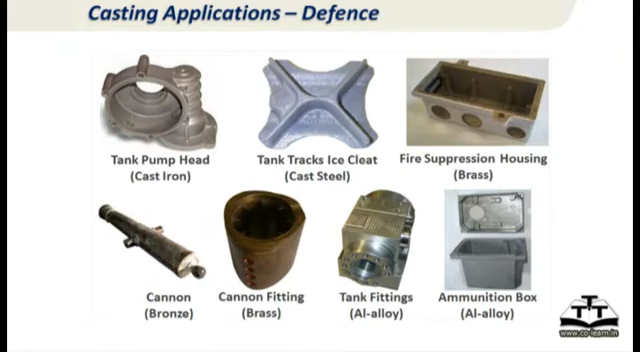 Casting Applications – Defence
Tank Pump Head
(Cast Iron)
Tank Tracks Ice Cleat
(Cast Steel)
Fire Suppression Housing
(Brass)
Cannon
(Bronze)
Cannon Fitting
(Brass)
Tank Fittings
(Al-alloy)
Ammunition Box
(Al-alloy)
TTT
www.co-learn.in